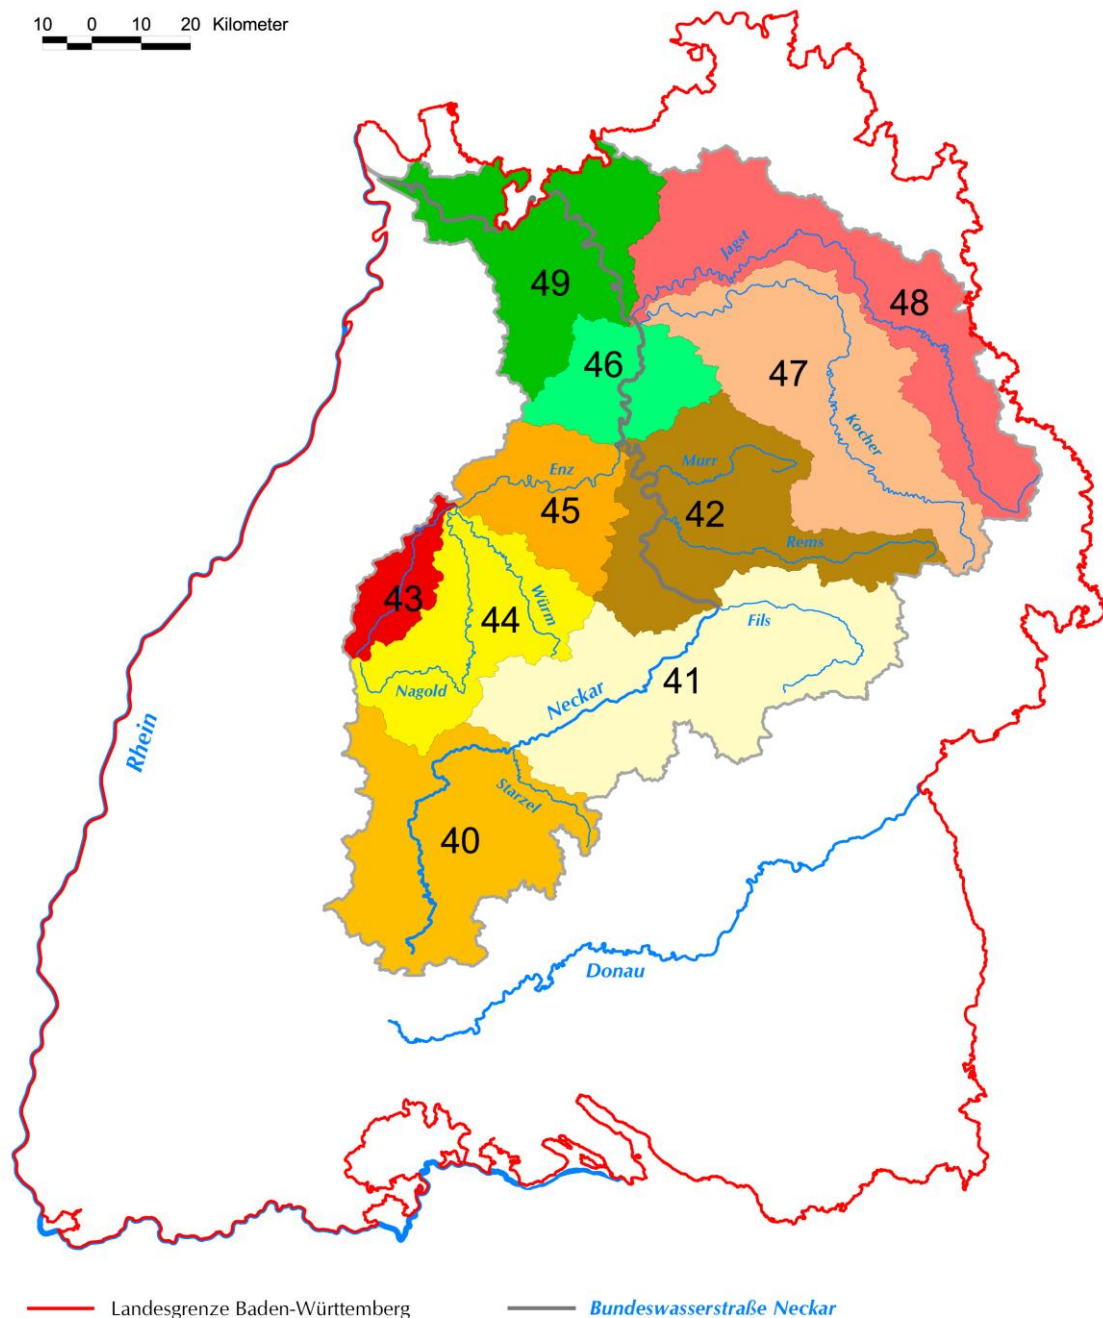 10 0 10 20 Kilometer
Jagst
49
48
46
47
Kocher
Enz
Murr
45
42
Rems
43
44
Würm
Fils
Nagold
41
Neckar
Rhein
Starzel
40
Donau
Landesgrenze Baden-Württemberg
Bundeswasserstraße Neckar